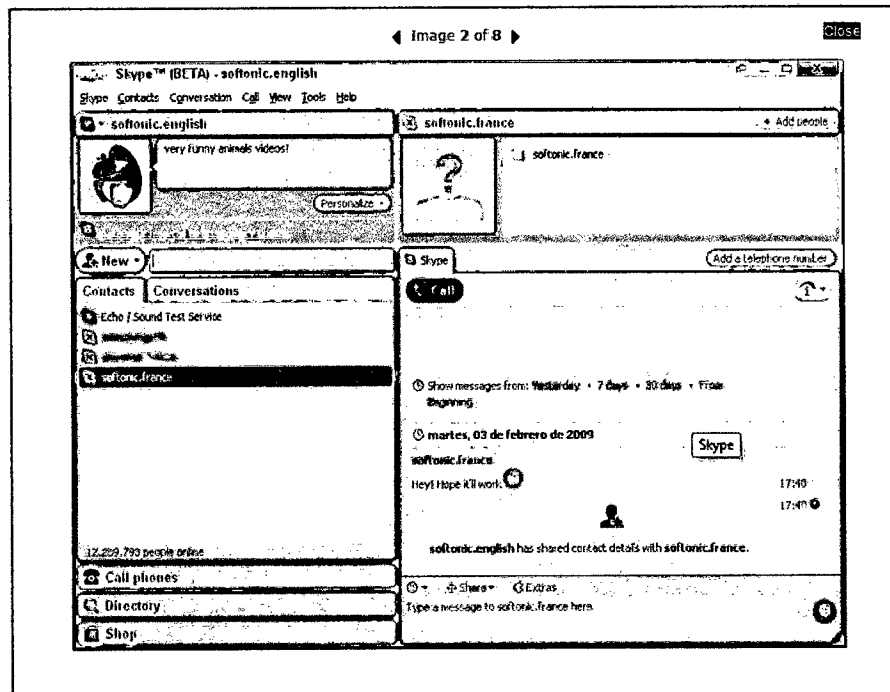 Image 2 of 8
Close
Skype™ (BETA) - softonic.english
Skype Contacts Conversation Call View Tools Help
softonic.english
very funny animals videos!
Personalize
softonic.france
+ Add people
softonic.france
New
Contacts Conversations
Echo / Sound Test Service
softonic.france
12,289,793 people online
Call phones
Directory
Shop
Skype
Add a telephone number
Call
Show messages from: Yesterday • 7 days • 30 days • From
Beginning
martes, 03 de febrero de 2009
Skype
softonic.france
Hey! Hope it'll work
17:48
17:49
softonic.english has shared contact details with softonic.france.
Share Extras
Type a message to softonic.france here